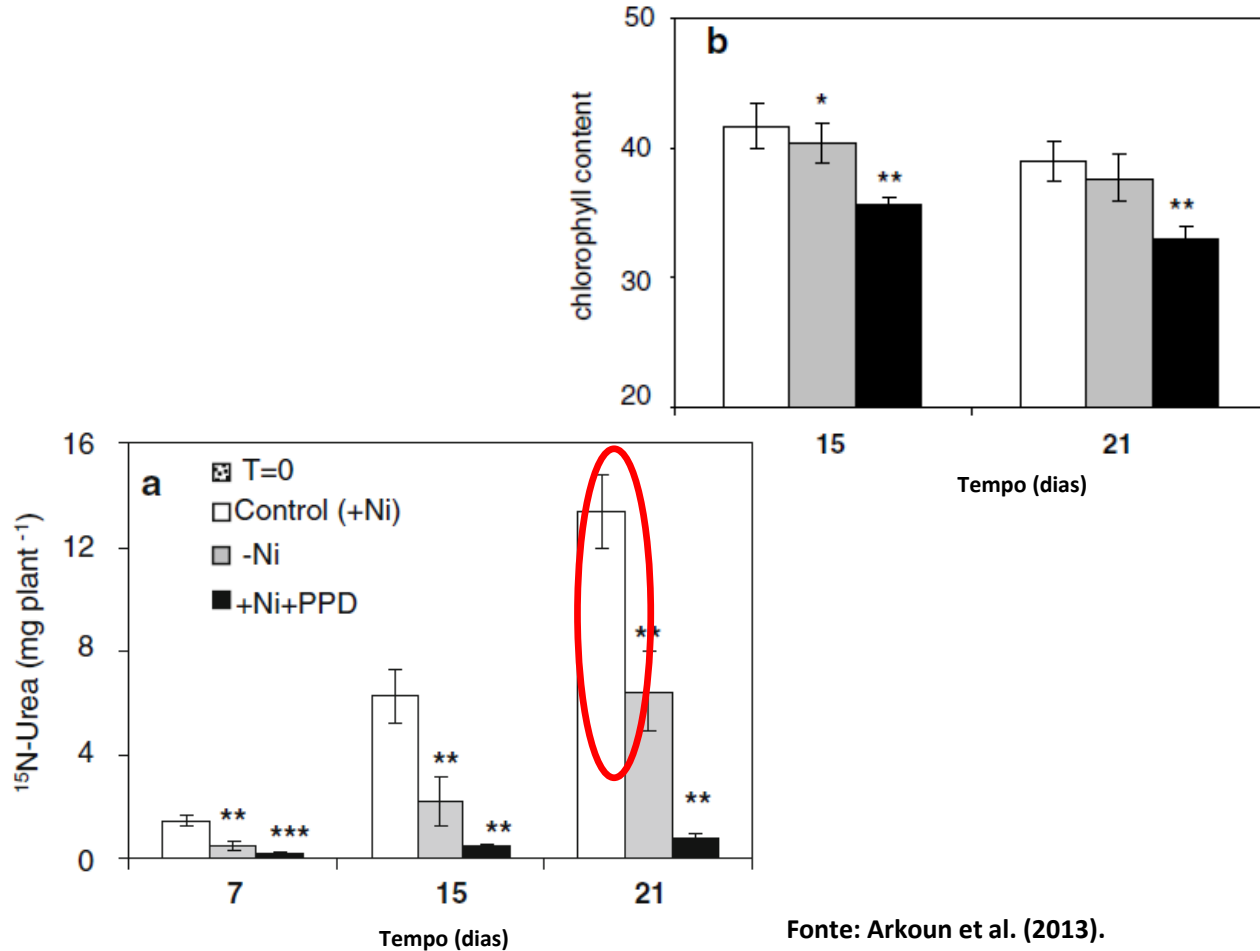 b
50
40
30
20
chlorophyll content
*
**
**
15 21
Tempo (dias)
a
16
12
8
4
0
¹⁵N-Urea (mg plant ⁻¹)
T=0
Control (+Ni)
-Ni
+Ni+PPD
** ***
** **
** **
7 15 21
Tempo (dias)
Fonte: Arkoun et al. (2013).